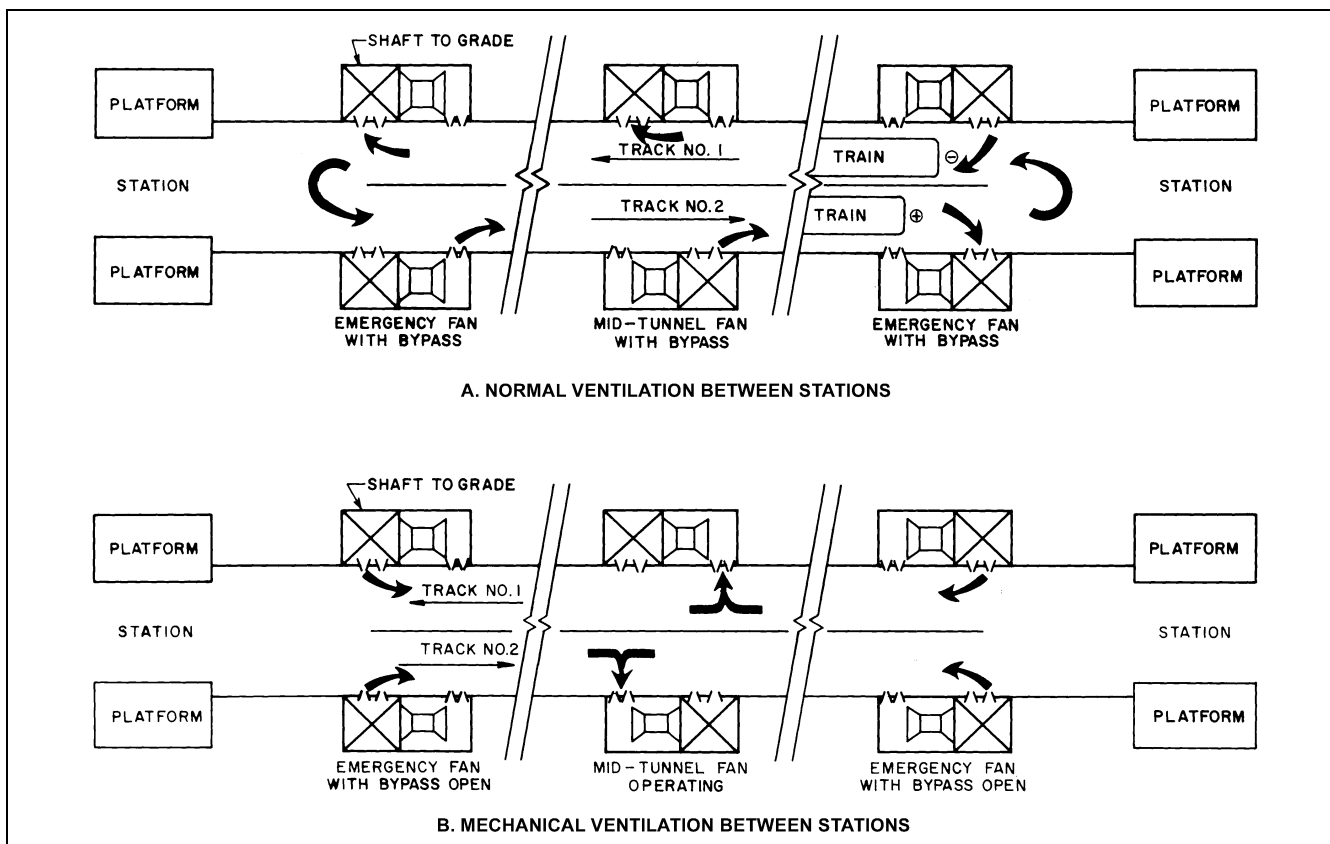 SHAFT TO GRADE
PLATFORM
PLATFORM
TRACK NO. 1
TRAIN
⊖
STATION
STATION
TRACK NO.2
TRAIN
⊕
PLATFORM
PLATFORM
EMERGENCY FAN
WITH BYPASS
MID-TUNNEL FAN
WITH BYPASS
EMERGENCY FAN
WITH BYPASS
A. NORMAL VENTILATION BETWEEN STATIONS
SHAFT TO GRADE
PLATFORM
PLATFORM
TRACK NO.1
STATION
STATION
TRACK NO.2
PLATFORM
PLATFORM
EMERGENCY FAN
WITH BYPASS OPEN
MID-TUNNEL FAN
OPERATING
EMERGENCY FAN
WITH BYPASS OPEN
B. MECHANICAL VENTILATION BETWEEN STATIONS